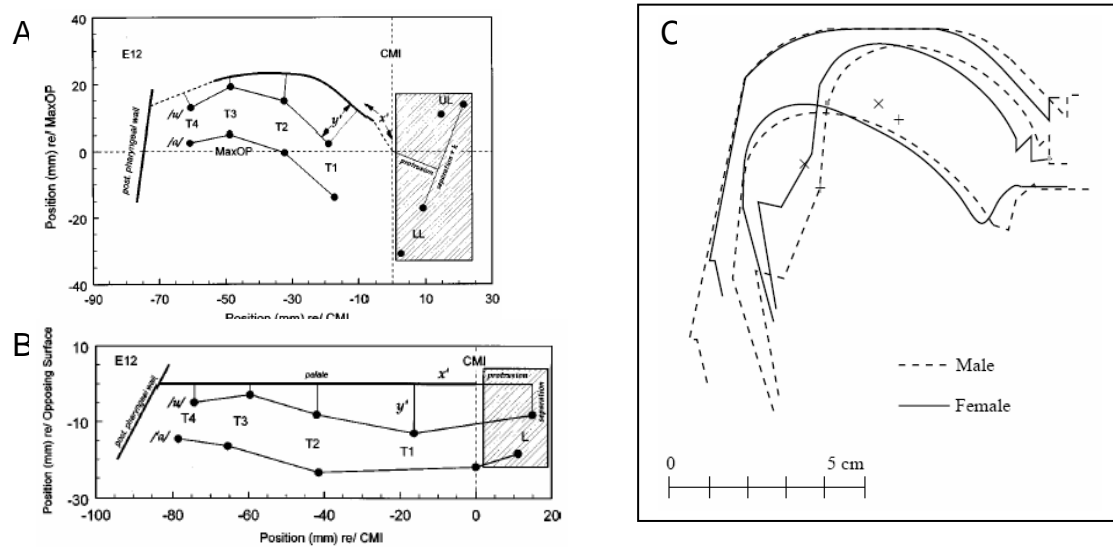 A
40
20
0
-20
-40
Position (mm) re/ MaxOP
E12
CMI
/u/
T4
T3
T2
T1
/a/
MaxOP
y'
x'
UL
LL
protrusion
separation + k
post. pharyngeal wall
-90
-70
-50
-30
-10
10
30
Position (mm) re/ CMI
B
10
-10
-30
Position (mm) re/ Opposing Surface
E12
CMI
palate
x'
y'
protrusion
separation
post. pharyngeal wall
/u/
T4
T3
T2
T1
L
/'a/
-100
-80
-60
-40
-20
0
20
Position (mm) re/ CMI
C
Male
Female
0
5 cm